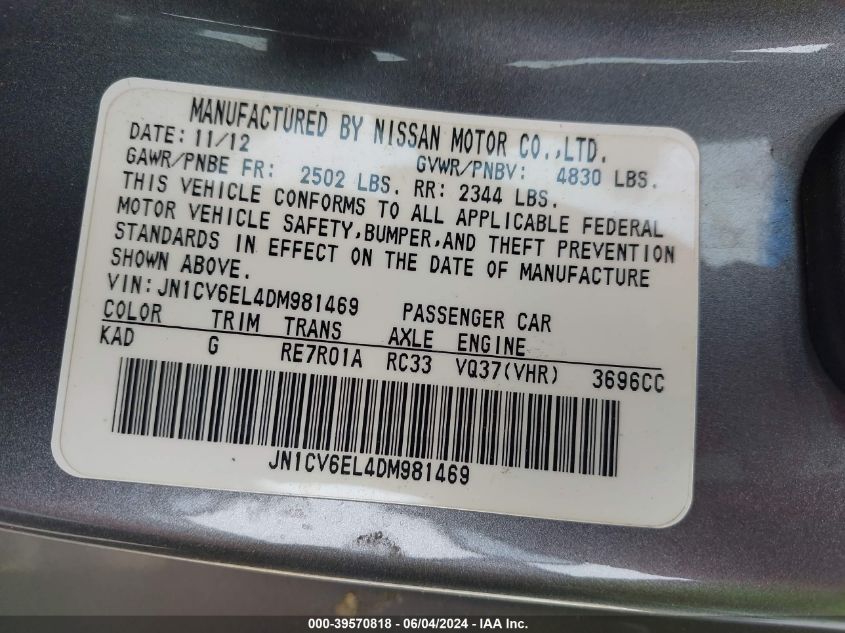 MANUFACTURED BY NISSAN MOTOR CO.,LTD.
DATE: 11/12 GVWR/PNBV: 4830 LBS.
GAWR/PNBE FR: 2502 LBS. RR: 2344 LBS.
THIS VEHICLE CONFORMS TO ALL APPLICABLE FEDERAL
MOTOR VEHICLE SAFETY,BUMPER,AND THEFT PREVENTION
STANDARDS IN EFFECT ON THE DATE OF MANUFACTURE
SHOWN ABOVE.
VIN:JN1CV6EL4DM981469 PASSENGER CAR
COLOR TRIM TRANS AXLE ENGINE
KAD G RE7R01A RC33 VQ37(VHR) 3696CC
JN1CV6EL4DM981469
000-39570818 - 06/04/2024 - IAA Inc.